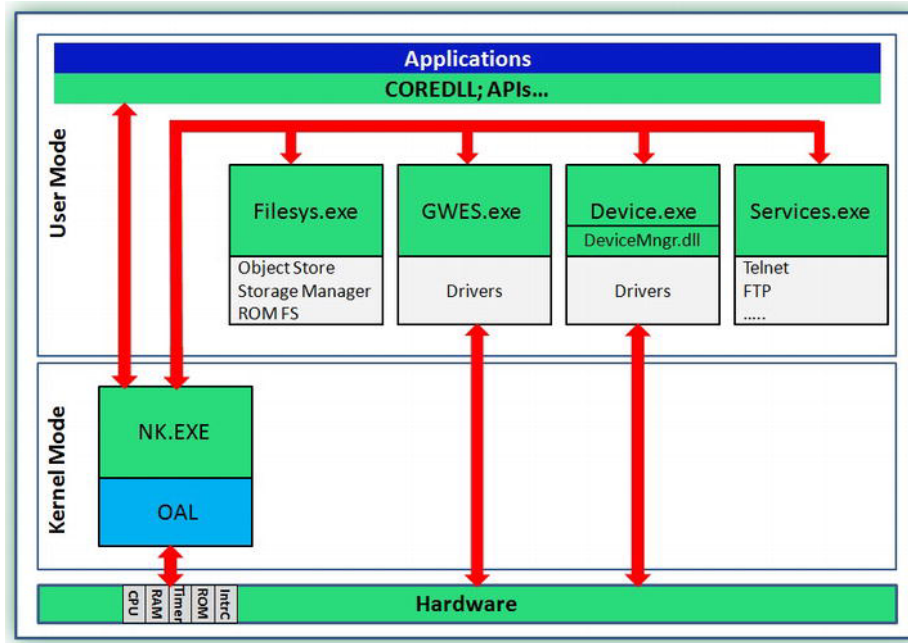 Applications
COREDLL; APIs...
User Mode
Filesys.exe
Object Store
Storage Manager
ROM FS
GWES.exe
Drivers
Device.exe
DeviceMngr.dll
Drivers
Services.exe
Telnet
FTP
.....
Kernel Mode
NK.EXE
OAL
CPU
RAM
Timer
ROM
IntrC
Hardware